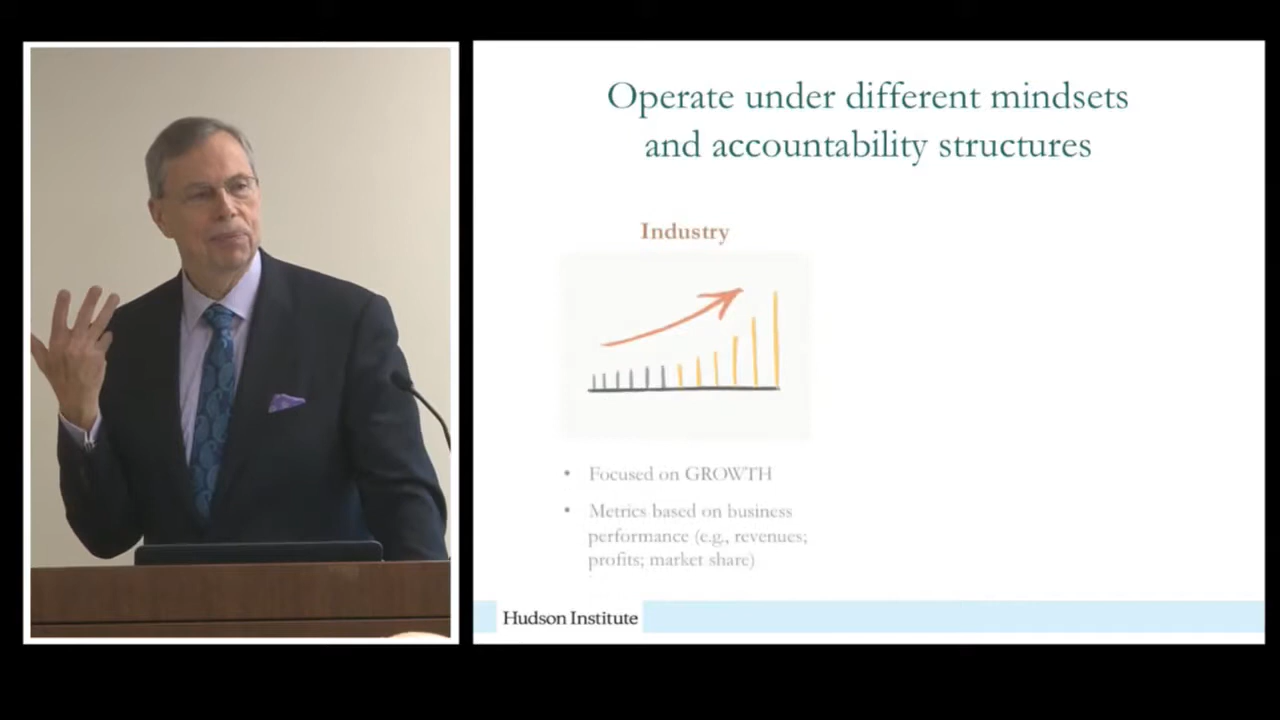 Operate under different mindsets
and accountability structures
Industry
• Focused on GROWTH
• Metrics based on business
performance (e.g., revenues;
profits; market share)
Hudson Institute